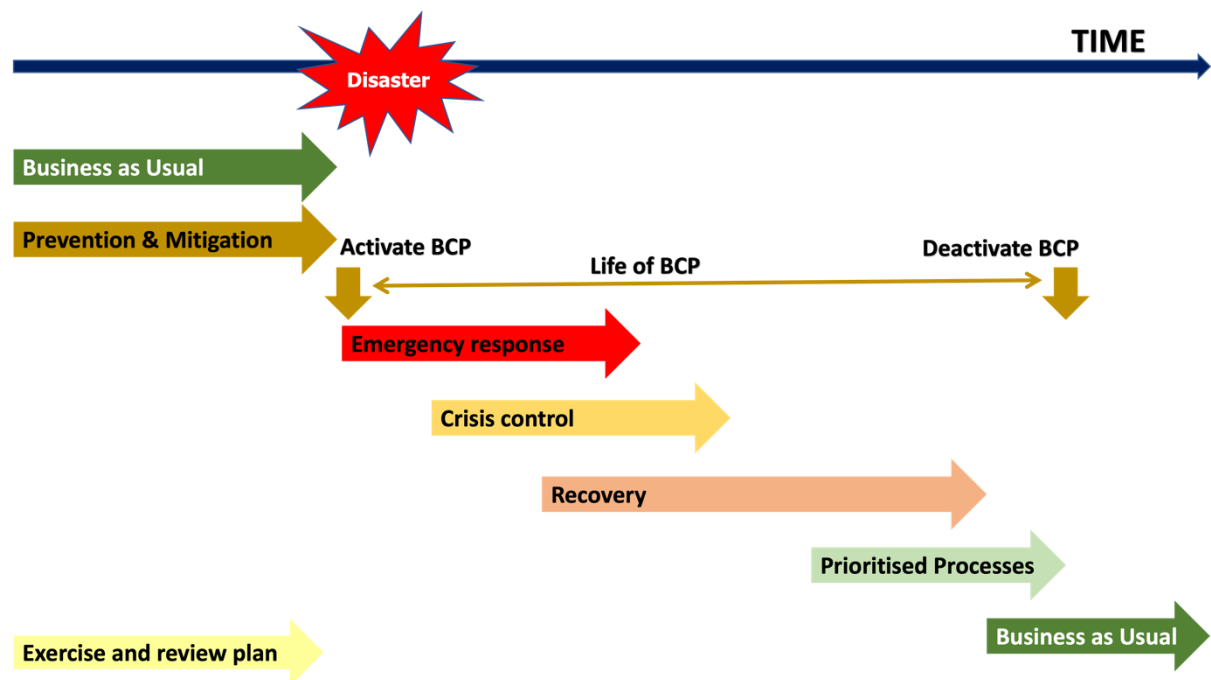 TIME
Disaster
Business as Usual
Prevention & Mitigation
Activate BCP
Life of BCP
Deactivate BCP
Emergency response
Crisis control
Recovery
Prioritised Processes
Business as Usual
Exercise and review plan